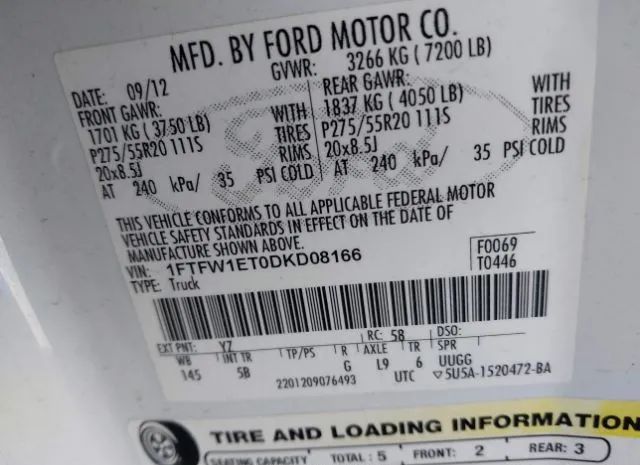 MFD. BY FORD MOTOR CO.
DATE: 09/12 GVWR: 3266 KG ( 7200 LB)
FRONT GAWR: REAR GAWR:
1701 KG ( 3750 LB) WITH 1837 KG ( 4050 LB) WITH
P275/55R20 111S TIRES P275/55R20 111S TIRES
20x8.5J RIMS 20x8.5J RIMS
AT 240 kPa/ 35 PSI COLD AT 240 kPa/ 35 PSI COLD
THIS VEHICLE CONFORMS TO ALL APPLICABLE FEDERAL MOTOR
VEHICLE SAFETY STANDARDS IN EFFECT ON THE DATE OF
MANUFACTURE SHOWN ABOVE.
VIN: 1FTFW1ET0DKD08166 F0069
TYPE: Truck T0446
EXT PNT: YZ RC: 58 DSO:
WB INT TR TP/PS R AXLE TR SPR
145 5B G L9 6 UUGG
2201209076493 UTC ▽5U5A-1520472-BA
TIRE AND LOADING INFORMATION
SEATING CAPACITY TOTAL : 5 FRONT: 2 REAR: 3